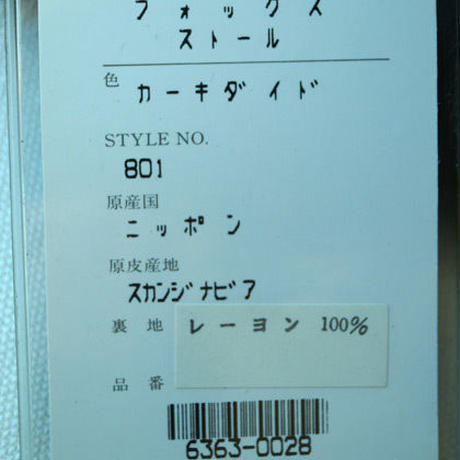 フォックス
ストール
色 カーキダイド
STYLE NO.
801
原産国
ニッポン
原皮産地
スカンジナビア
裏地 レーヨン 100%
品番
6363-0028